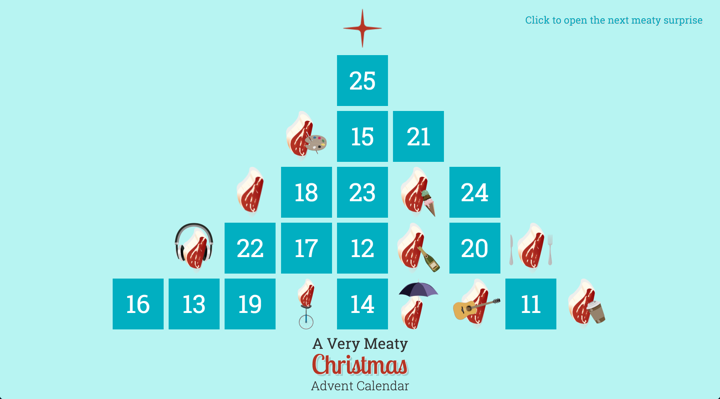 Click to open the next meaty surprise
25
15 21
18 23 24
22 17 12 20
16 13 19 14 11
A Very Meaty
Christmas
Advent Calendar